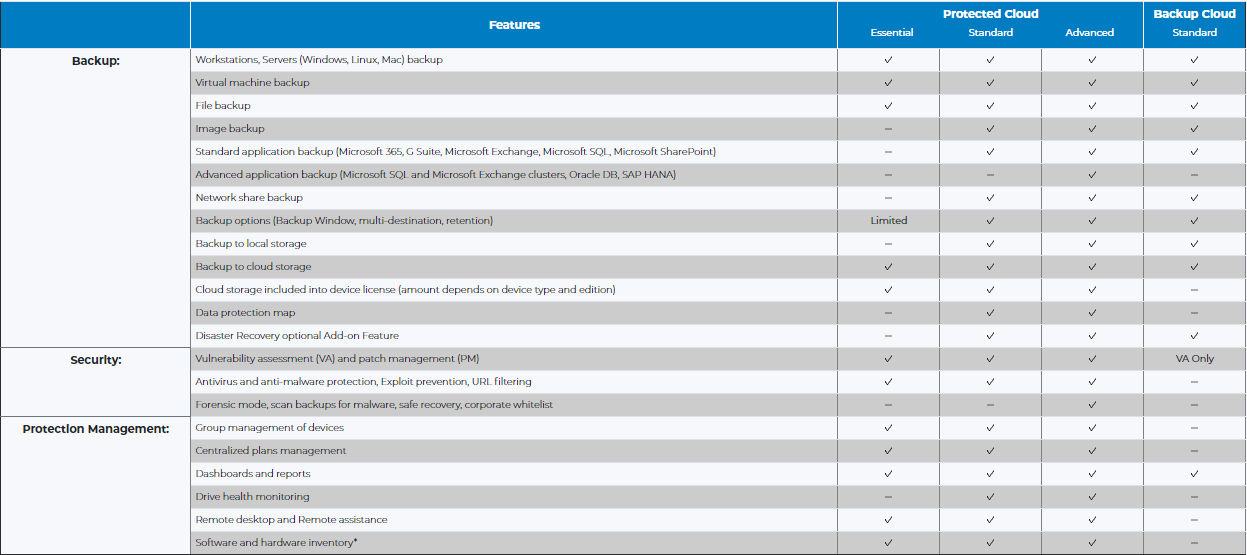 Features Protected Cloud Backup Cloud
Essential Standard Advanced Standard
Backup: Workstations, Servers (Windows, Linux, Mac) backup ✓ ✓ ✓ ✓
Virtual machine backup ✓ ✓ ✓ ✓
File backup ✓ ✓ ✓ ✓
Image backup – ✓ ✓ ✓
Standard application backup (Microsoft 365, G Suite, Microsoft Exchange, Microsoft SQL, Microsoft SharePoint) – ✓ ✓ ✓
Advanced application backup (Microsoft SQL and Microsoft Exchange clusters, Oracle DB, SAP HANA) – – ✓ –
Network share backup – ✓ ✓ ✓
Backup options (Backup Window, multi-destination, retention) Limited ✓ ✓ ✓
Backup to local storage – ✓ ✓ ✓
Backup to cloud storage ✓ ✓ ✓ ✓
Cloud storage included into device license (amount depends on device type and edition) ✓ ✓ ✓ –
Data protection map – ✓ ✓ –
Disaster Recovery optional Add-on Feature – ✓ ✓ ✓
Security: Vulnerability assessment (VA) and patch management (PM) ✓ ✓ ✓ VA Only
Antivirus and anti-malware protection, Exploit prevention, URL filtering ✓ ✓ ✓ –
Forensic mode, scan backups for malware, safe recovery, corporate whitelist – – ✓ –
Protection Management: Group management of devices ✓ ✓ ✓ –
Centralized plans management ✓ ✓ ✓ –
Dashboards and reports ✓ ✓ ✓ ✓
Drive health monitoring – ✓ ✓ –
Remote desktop and Remote assistance ✓ ✓ ✓ –
Software and hardware inventory* ✓ ✓ ✓ –